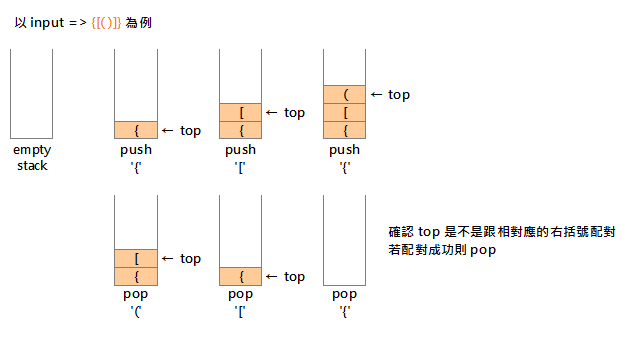 以 input => {[()]} 為例
(
[ ← top
[
[
{ ← top
{
{
empty stack
push '{'
push '['
push '{'
← top
確認 top 是不是跟相對應的右括號配對
若配對成功則 pop
[ ← top
{
{ ← top
pop '('
pop '['
pop '{'